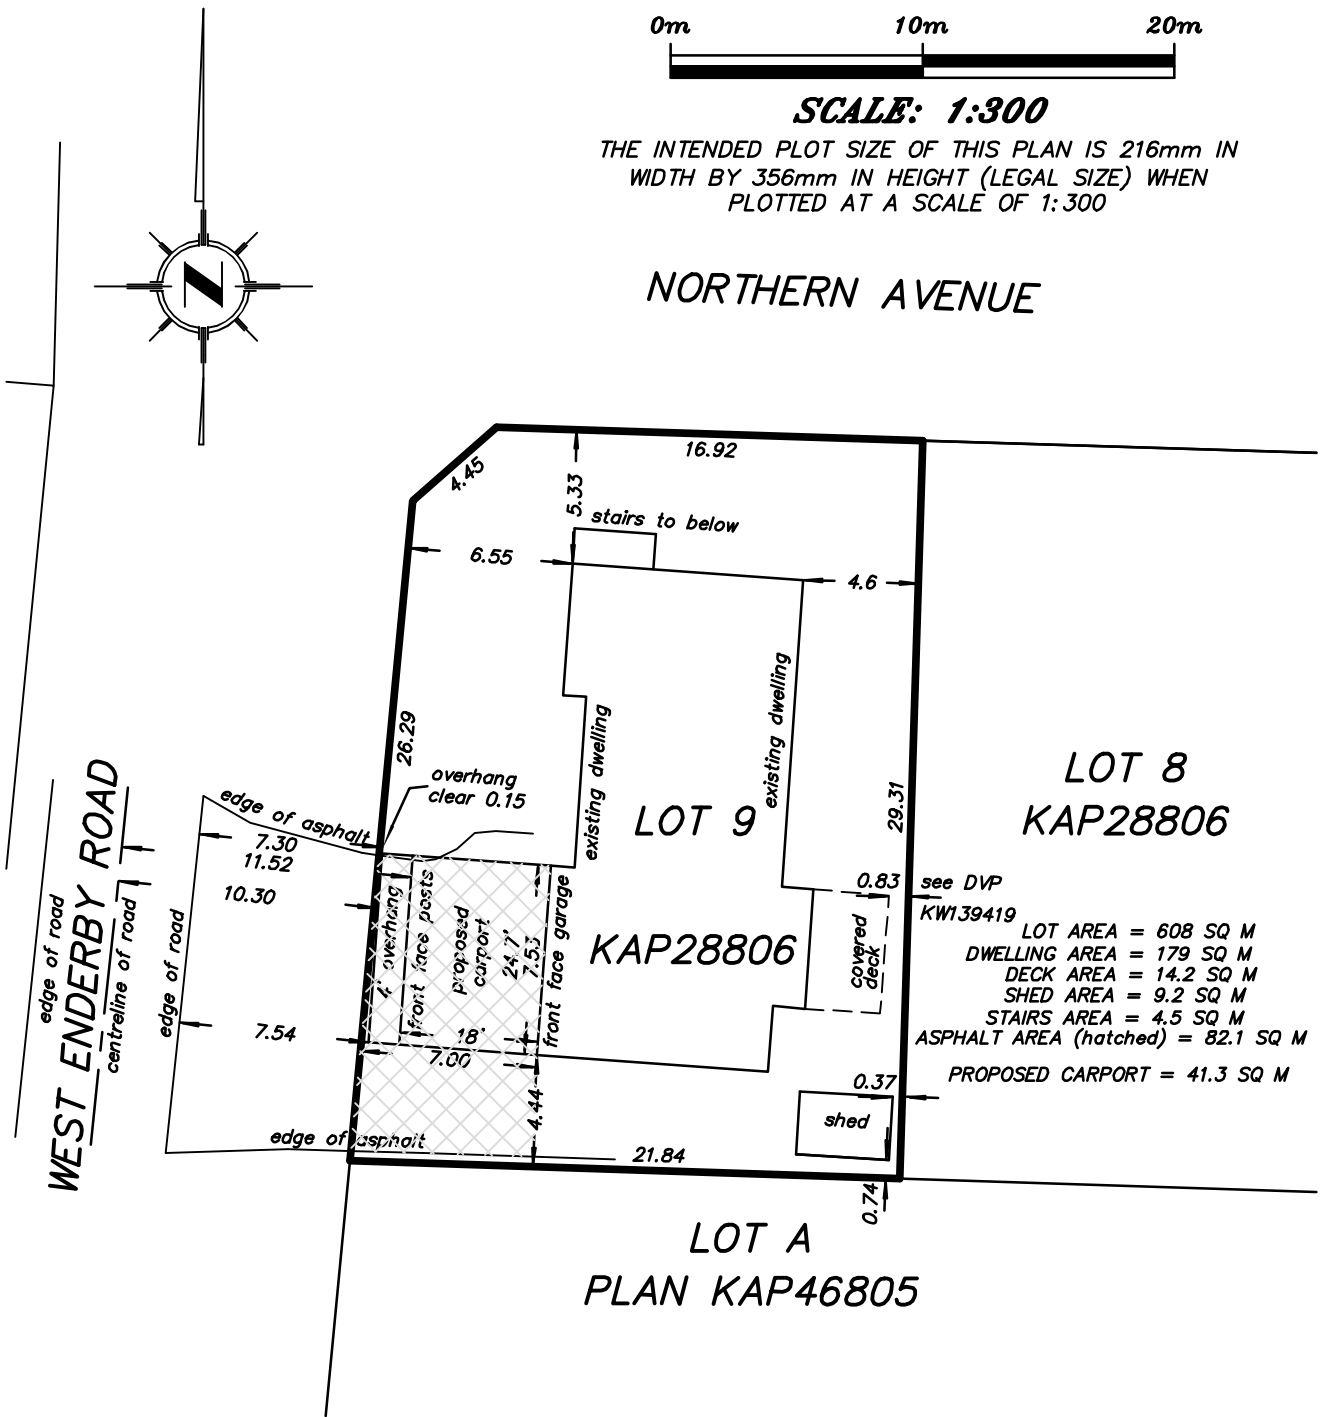 0m 10m 20m
SCALE: 1:300
THE INTENDED PLOT SIZE OF THIS PLAN IS 216mm IN
WIDTH BY 356mm IN HEIGHT (LEGAL SIZE) WHEN
PLOTTED AT A SCALE OF 1:300
NORTHERN AVENUE
16.92
4.45
5.33
stairs to below
6.55
4.6
existing dwelling
26.29
existing dwelling
overhang
clear 0.15
LOT 9
KAP28806
29.31
LOT 8
KAP28806
edge of asphalt
7.30
11.52
10.30
WEST ENDERBY ROAD
edge of road
centreline of road
edge of road
7.54
4' overhang
front face posts
proposed
carport
24'7"
7.53
front face garage
18'
7.00
4.44
covered
deck
0.83
see DVP
KW139419
LOT AREA = 608 SQ M
DWELLING AREA = 179 SQ M
DECK AREA = 14.2 SQ M
SHED AREA = 9.2 SQ M
STAIRS AREA = 4.5 SQ M
ASPHALT AREA (hatched) = 82.1 SQ M
PROPOSED CARPORT = 41.3 SQ M
0.37
shed
edge of asphalt
21.84
0.74
LOT A
PLAN KAP46805